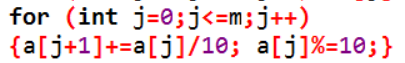 for (int j=0;j<=m;j++)
{a[j+1]+=a[j]/10; a[j]%=10;}